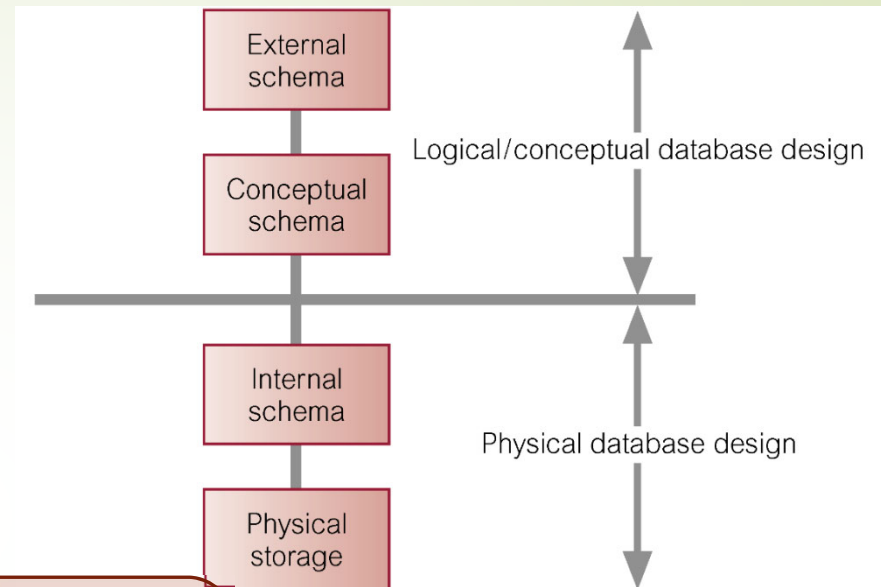 External
schema
Logical/conceptual database design
Conceptual
schema
Internal
schema
Physical database design
Physical
storage